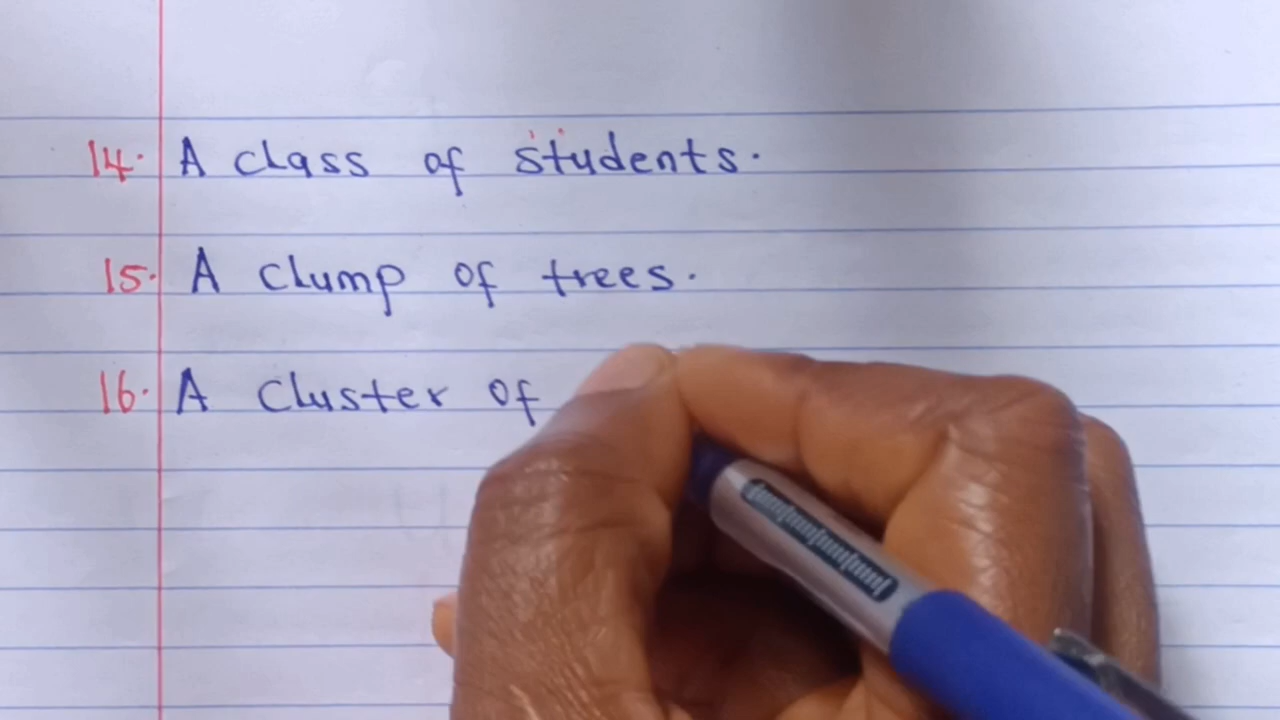 14. A class of students.
15. A clump of trees.
16. A cluster of